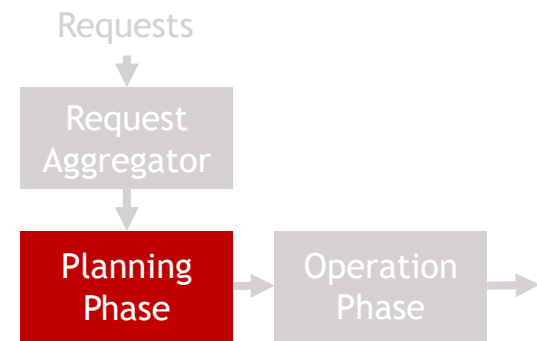 Requests
Request
Aggregator
Planning
Phase
Operation
Phase